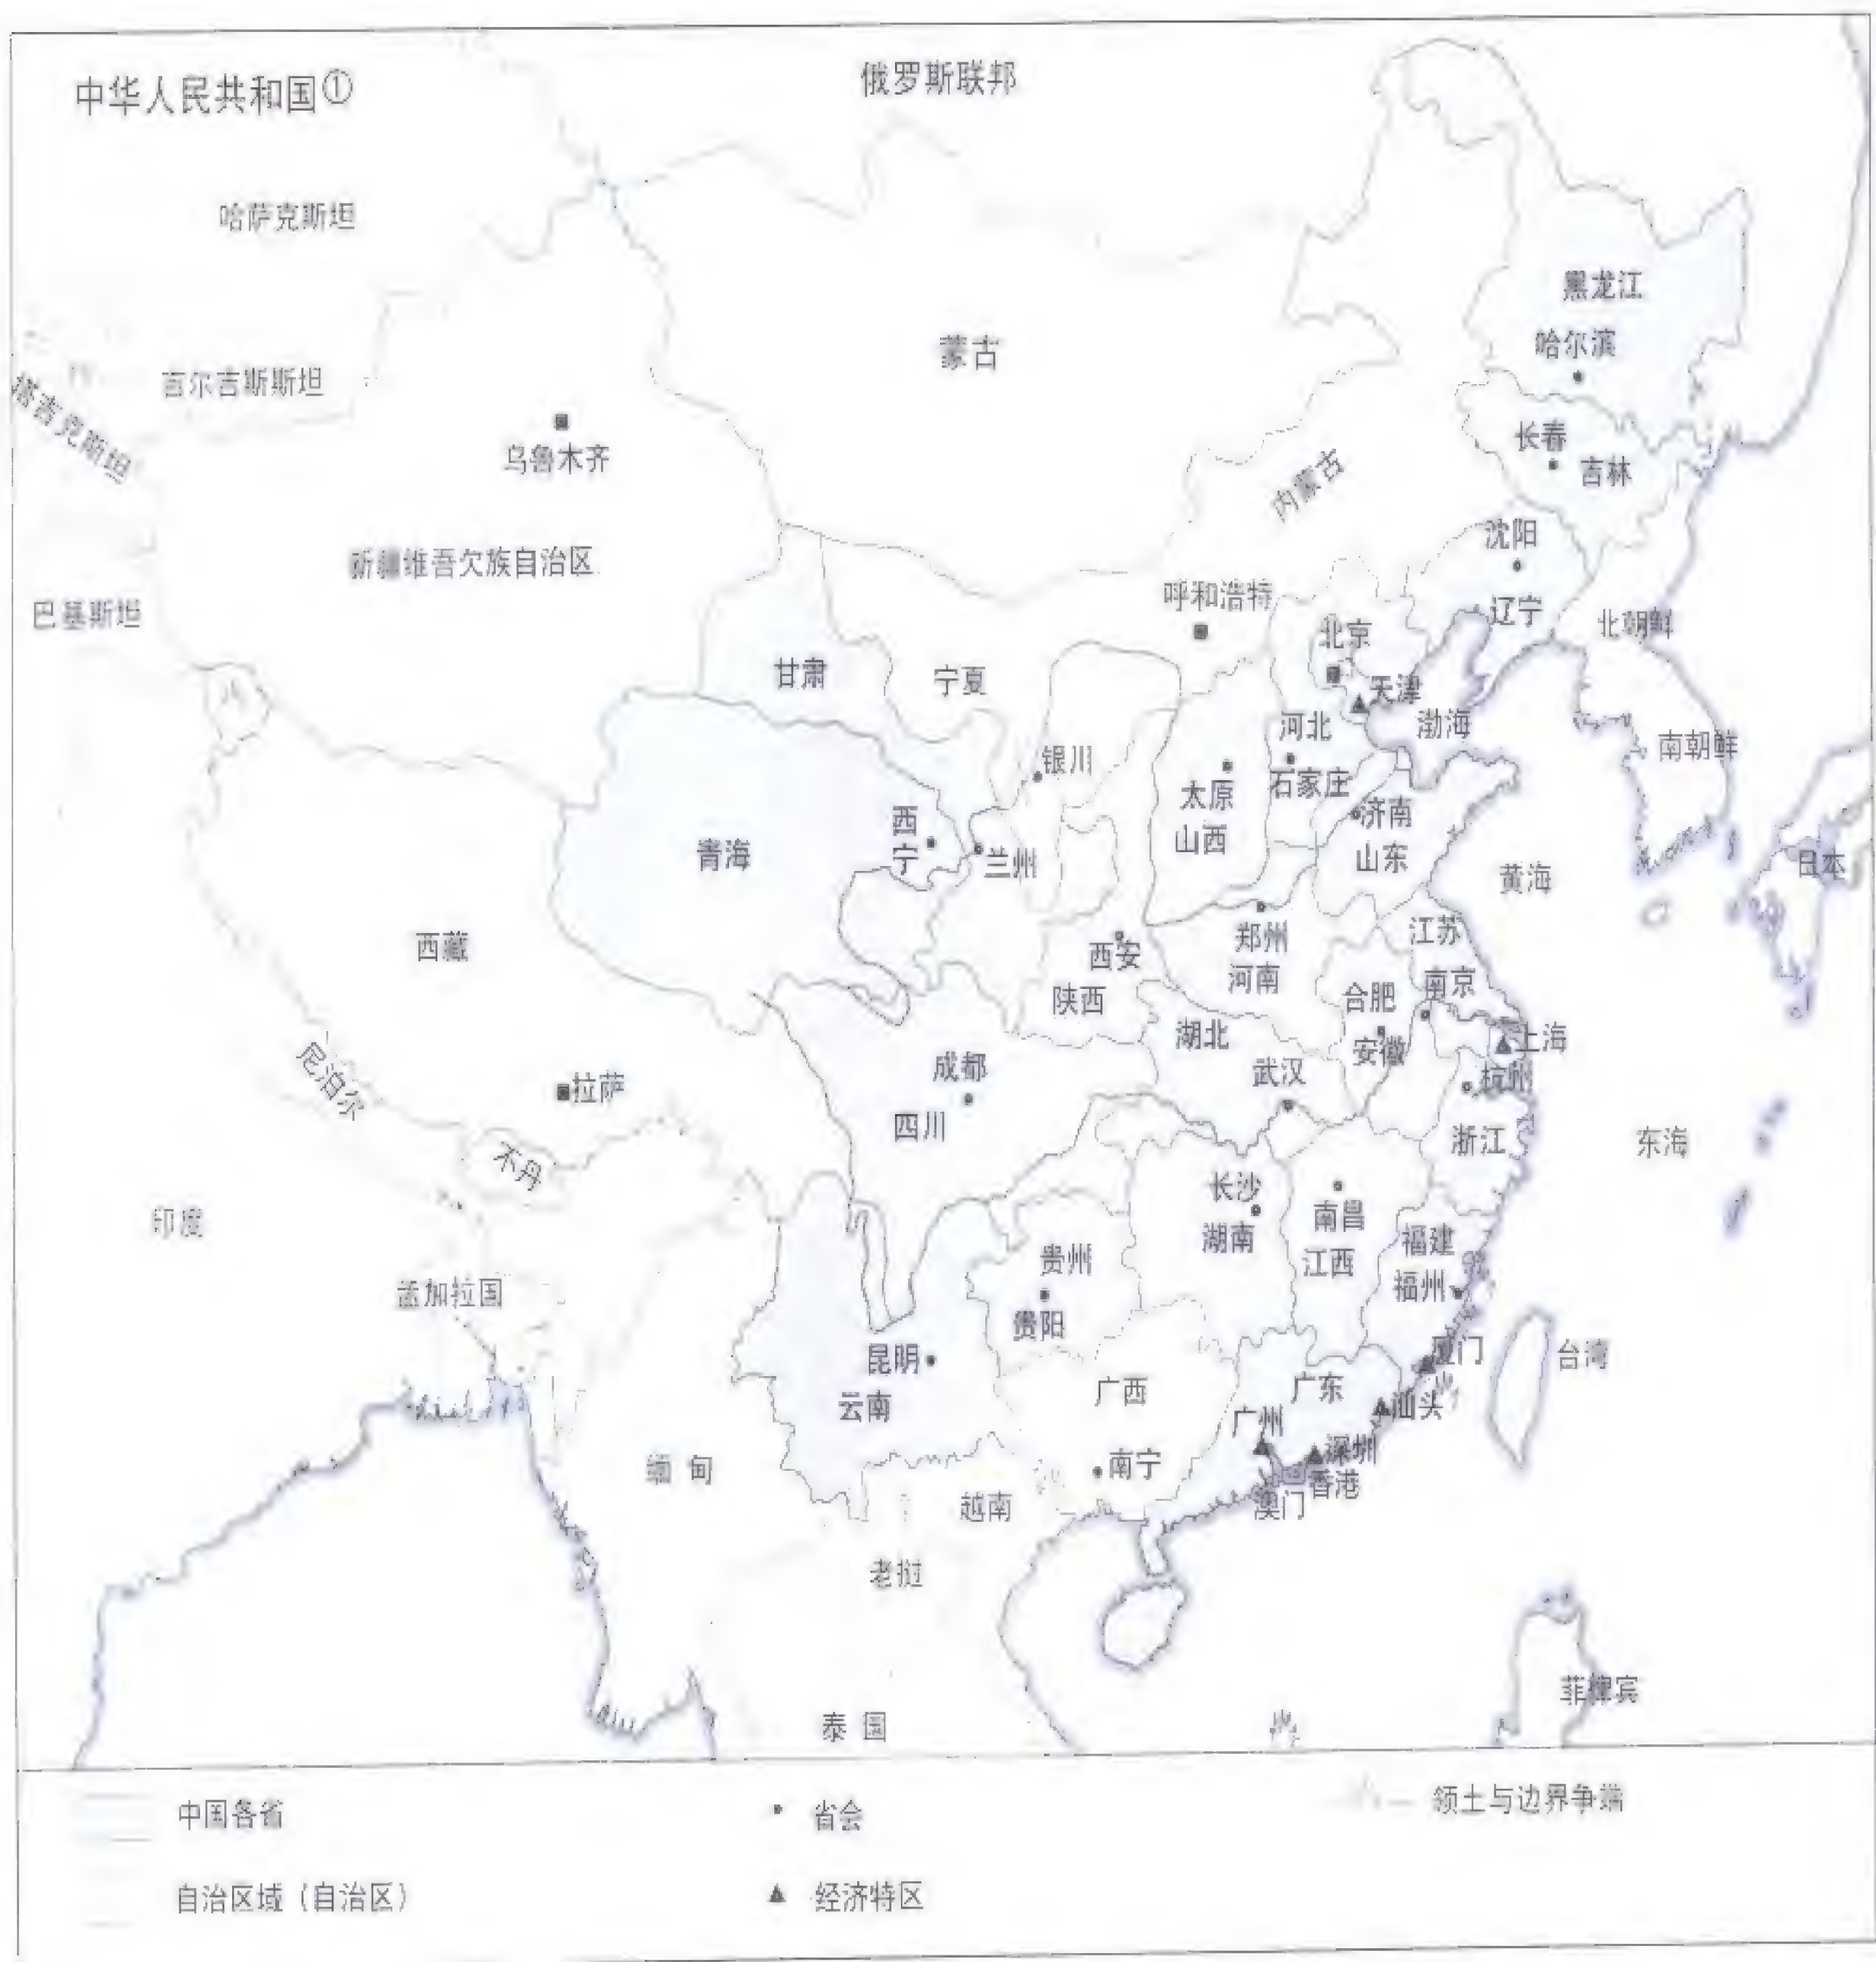 中华人民共和国①
俄罗斯联邦
哈萨克斯坦
黑龙江
哈尔滨
蒙古
吉尔吉斯斯坦
塔吉克斯坦
乌鲁木齐
长春
吉林
内蒙古
沈阳
新疆维吾尔族自治区
呼和浩特
辽宁
巴基斯坦
北京
北朝鲜
甘肃
宁夏
天津
河北
渤海
南朝鲜
银川
石家庄
太原
济南
山西
西宁
青海
兰州
山东
黄海
日本
西藏
西安
郑州
江苏
河南
南京
陕西
合肥
湖北
安徽
上海
成都
武汉
杭州
尼泊尔
拉萨
四川
浙江
东海
不丹
长沙
南昌
印度
湖南
福建
贵州
江西
孟加拉国
福州
贵阳
昆明
厦门
台湾
云南
广西
广东
汕头
广州
缅甸
南宁
深圳
香港
越南
澳门
老挝
泰国
菲律宾
中国各省
省会
领土与边界争端
自治区域（自治区）
经济特区